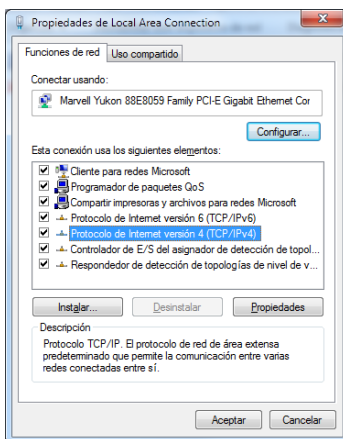 Propiedades de Local Area Connection
Funciones de red Uso compartido
Conectar usando:
Marvell Yukon 88E8059 Family PCI-E Gigabit Ethernet Cor
Configurar...
Esta conexión usa los siguientes elementos:
Cliente para redes Microsoft
Programador de paquetes QoS
Compartir impresoras y archivos para redes Microsoft
Protocolo de Internet versión 6 (TCP/IPv6)
Protocolo de Internet versión 4 (TCP/IPv4)
Controlador de E/S del asignador de detección de topol...
Respondedor de detección de topologías de nivel de v...
Instalar... Desinstalar Propiedades
Descripción
Protocolo TCP/IP. El protocolo de red de área extensa
predeterminado que permite la comunicación entre varias
redes conectadas entre sí.
Aceptar Cancelar